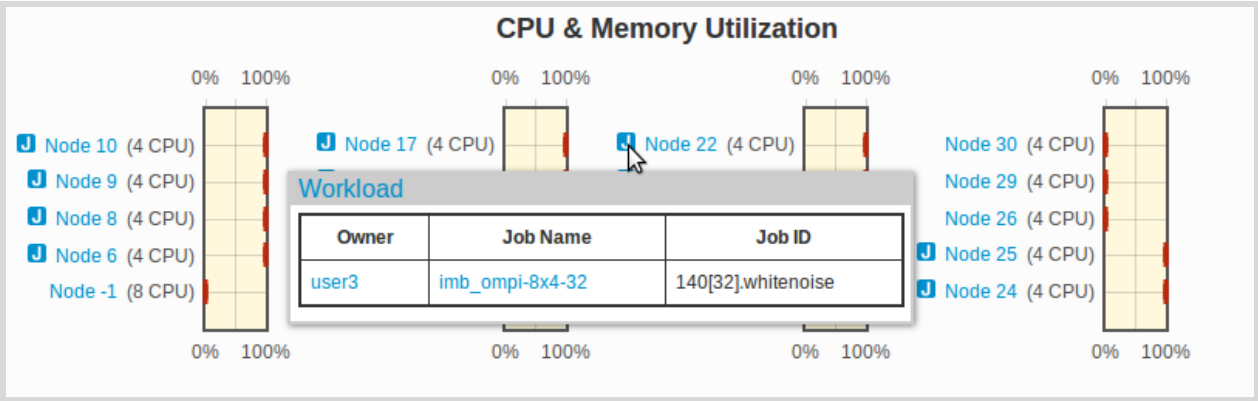 CPU & Memory Utilization
0% 100% 0% 100% 0% 100% 0% 100%
J Node 10 (4 CPU) J Node 17 (4 CPU) J Node 22 (4 CPU) Node 30 (4 CPU)
J Node 9 (4 CPU) Node 29 (4 CPU)
J Node 8 (4 CPU) Node 26 (4 CPU)
J Node 6 (4 CPU) J Node 25 (4 CPU)
Node -1 (8 CPU) J Node 24 (4 CPU)
Workload
Owner Job Name Job ID
user3 imb_ompi-8x4-32 140[32].whitenoise
0% 100% 0% 100% 0% 100% 0% 100%